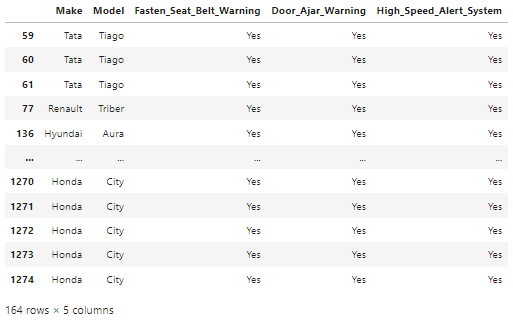 Make Model Fasten_Seat_Belt_Warning Door_Ajar_Warning High_Speed_Alert_System
59 Tata Tiago Yes Yes Yes
60 Tata Tiago Yes Yes Yes
61 Tata Tiago Yes Yes Yes
77 Renault Triber Yes Yes Yes
136 Hyundai Aura Yes Yes Yes
... ... ... ... ... ...
1270 Honda City Yes Yes Yes
1271 Honda City Yes Yes Yes
1272 Honda City Yes Yes Yes
1273 Honda City Yes Yes Yes
1274 Honda City Yes Yes Yes
164 rows × 5 columns